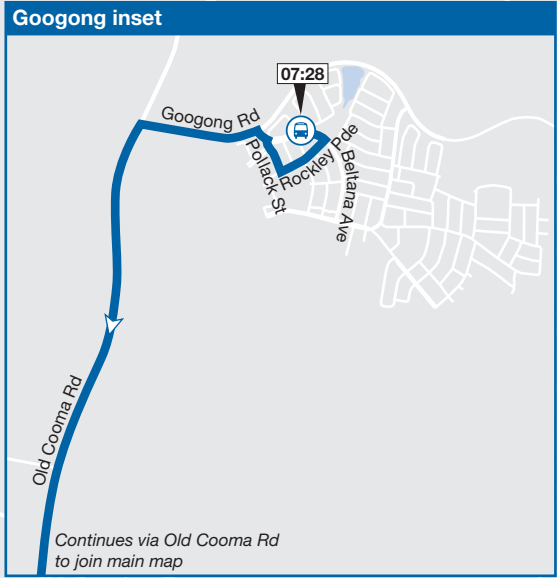 Googong inset
07:28
Googong Rd
Pollack St
Rockley Pde
Beltana Ave
Old Cooma Rd
Continues via Old Cooma Rd
to join main map